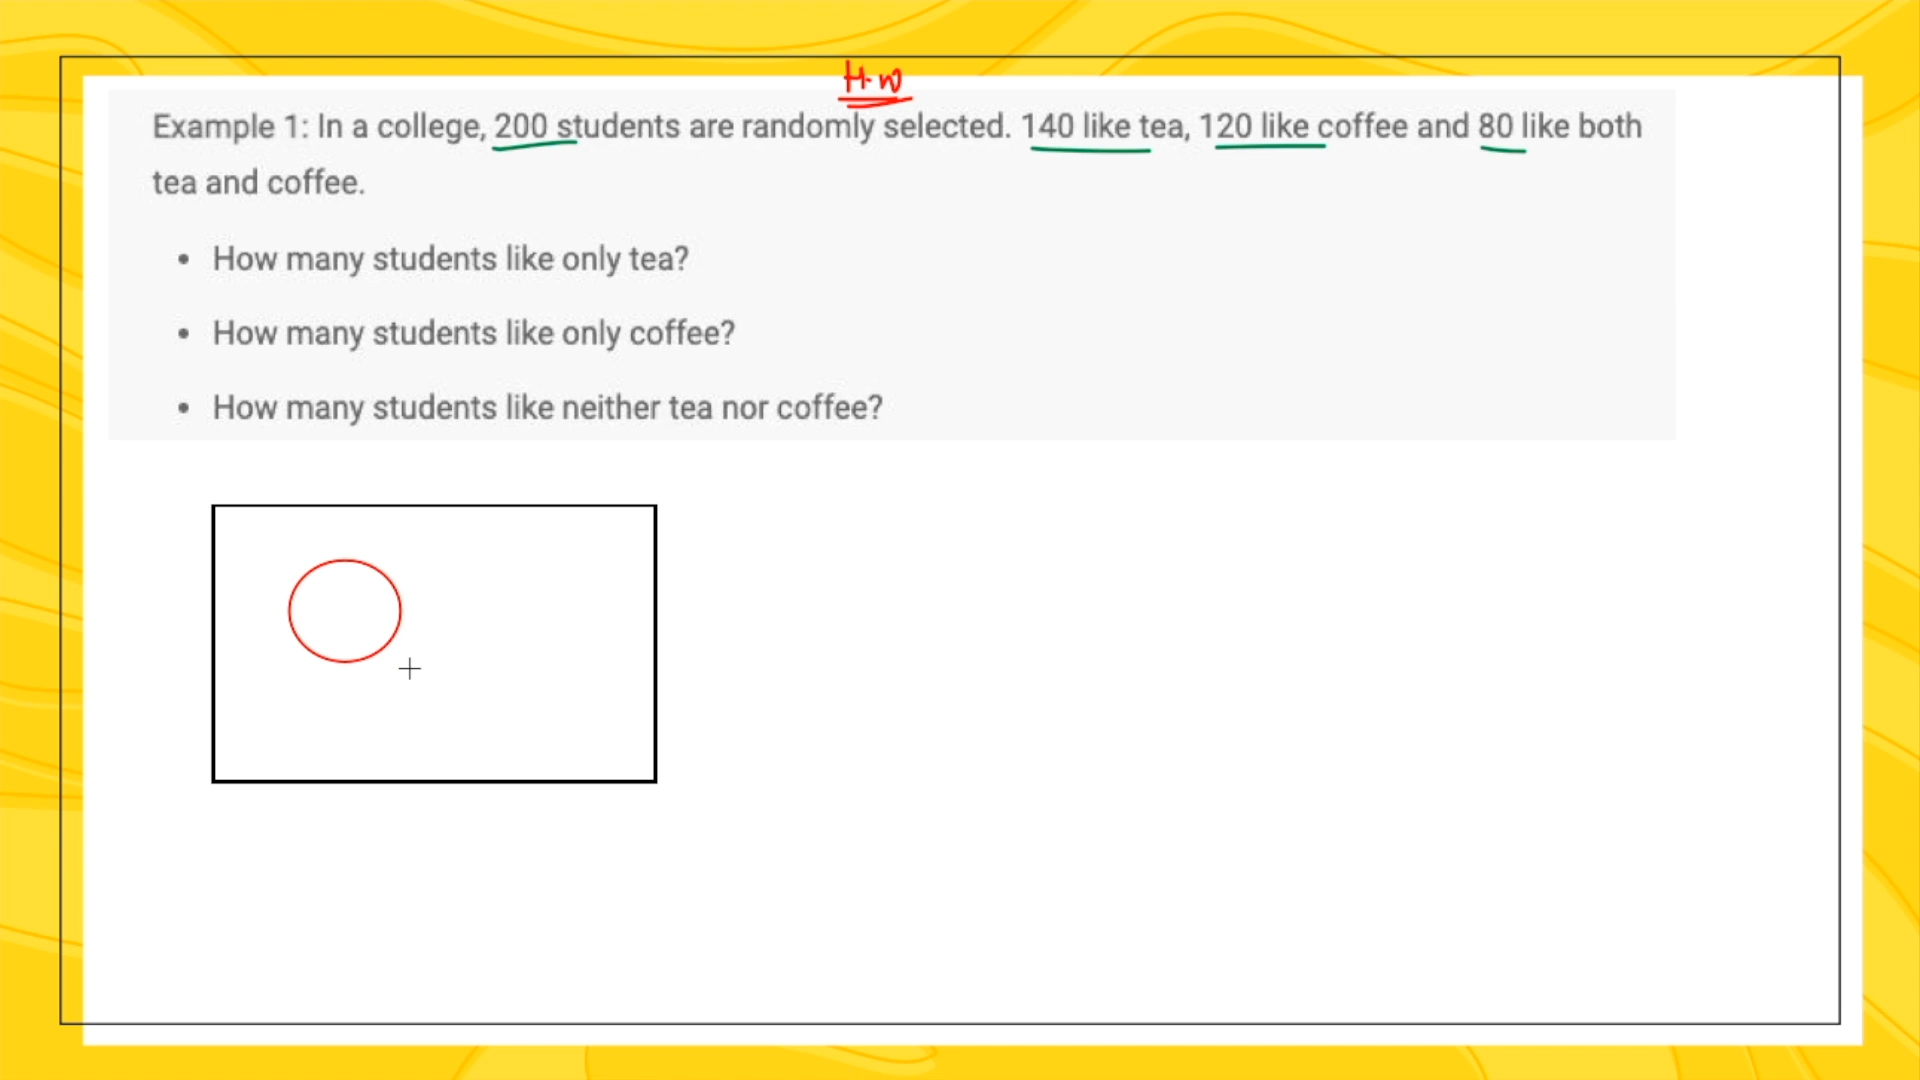 H.W
Example 1: In a college, 200 students are randomly selected. 140 like tea, 120 like coffee and 80 like both
tea and coffee.
• How many students like only tea?
• How many students like only coffee?
• How many students like neither tea nor coffee?